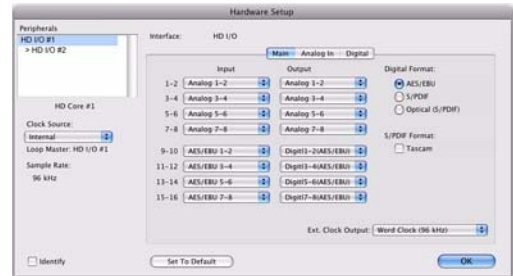 Hardware Setup
Peripherals
HD I/O #1
> HD I/O #2
HD Core #1
Clock Source:
Internal
Loop Master: HD I/O #1
Sample Rate:
96 kHz
Identify
Interface: HD I/O
Main Analog In Digital
Input Output
1-2 Analog 1-2 Analog 1-2
3-4 Analog 3-4 Analog 3-4
5-6 Analog 5-6 Analog 5-6
7-8 Analog 7-8 Analog 7-8
9-10 AES/EBU 1-2 Digitl1-2(AES/EBU)
11-12 AES/EBU 3-4 Digitl3-4(AES/EBU)
13-14 AES/EBU 5-6 Digitl5-6(AES/EBU)
15-16 AES/EBU 7-8 Digitl7-8(AES/EBU)
Digital Format:
AES/EBU
S/PDIF
Optical (S/PDIF)
S/PDIF Format:
Tascam
Ext. Clock Output: Word Clock (96 kHz)
Set To Default
OK